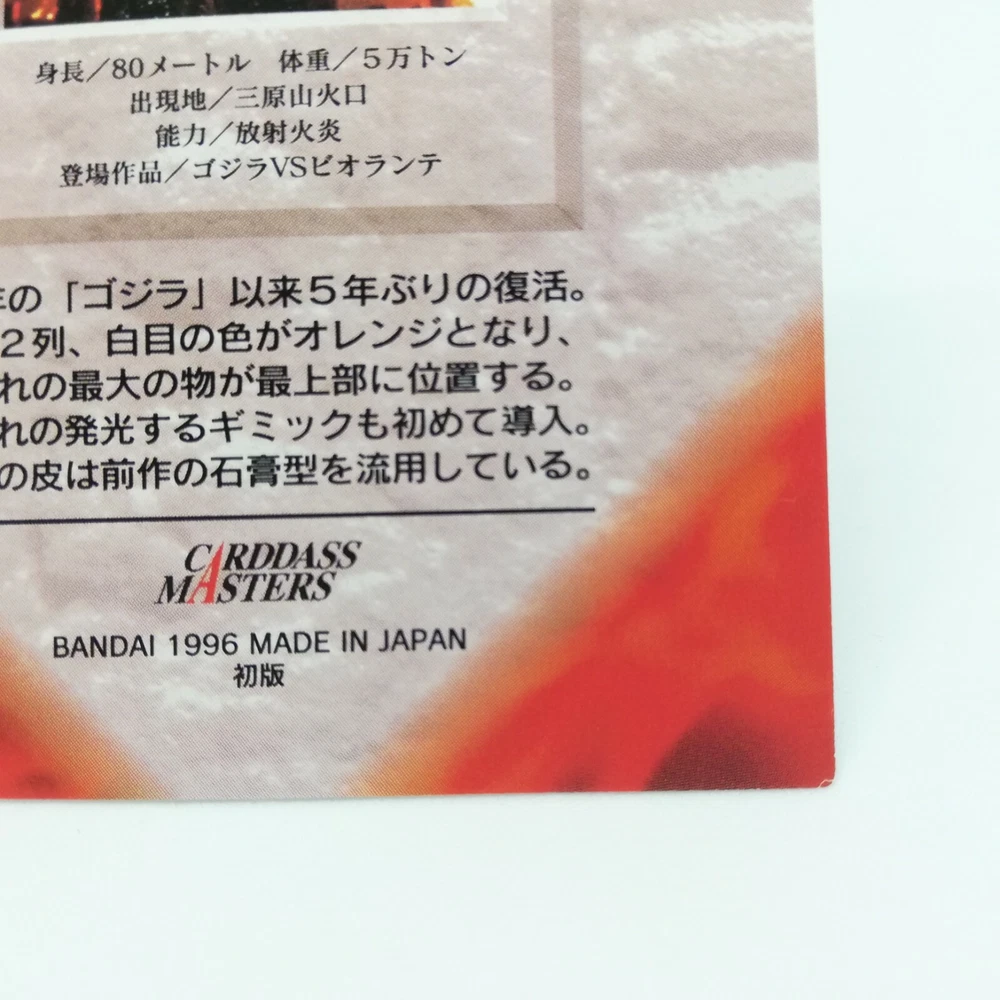 身長／80メートル　体重／５万トン
出現地／三原山火口
能力／放射火炎
登場作品／ゴジラVSビオランテ
の「ゴジラ」以来５年ぶりの復活。
２列、白目の色がオレンジとなり、
れの最大の物が最上部に位置する。
れの発光するギミックも初めて導入。
の皮は前作の石膏型を流用している。
CARDDASS
MASTERS
BANDAI 1996 MADE IN JAPAN
初版